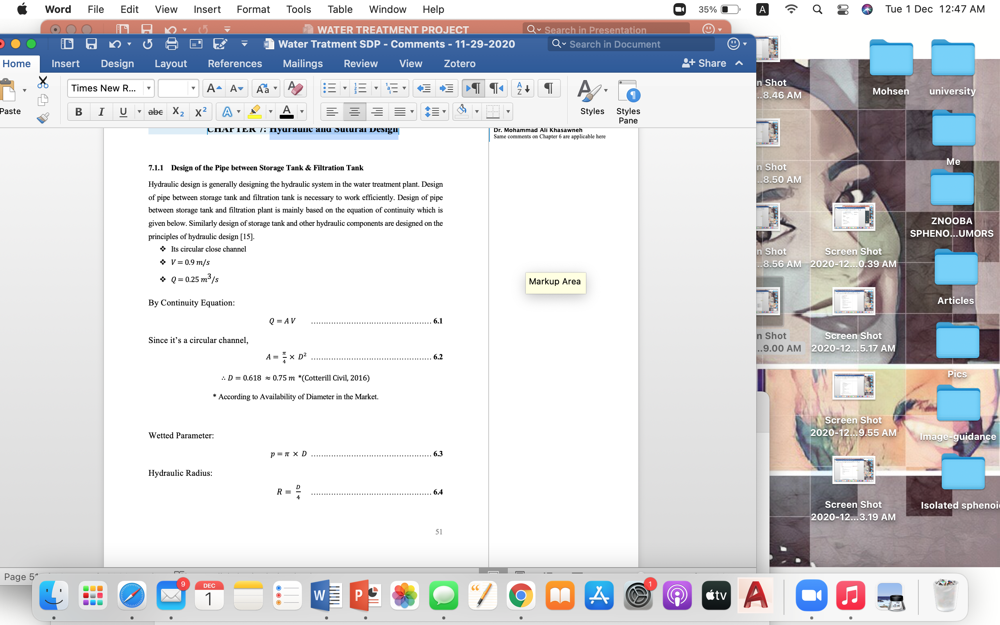 Word File Edit View Insert Format Tools Table Window Help 35% A Tue 1 Dec 12:47 AM
WATER TREATMENT PROJECT Search in Presentation
Water Tratment SDP - Comments - 11-29-2020 Search in Document
Home Insert Design Layout References Mailings Review View Zotero Share
Times New R...
Paste
Styles
Styles Pane
CHAPTER 7: Hydraulic and Sutural Design
Dr. Mohammad Ali Khasawneh
Same comments on Chapter 6 are applicable here
7.1.1 Design of the Pipe between Storage Tank & Filtration Tank
Hydraulic design is generally designing the hydraulic system in the water treatment plant. Design
of pipe between storage tank and filtration tank is necessary to work efficiently. Design of pipe
between storage tank and filtration plant is mainly based on the equation of continuity which is
given below. Similarly design of storage tank and other hydraulic components are designed on the
principles of hydraulic design [15].
❖ Its circular close channel
❖ V = 0.9 m/s
❖ Q = 0.25 m³/s
By Continuity Equation:
Q = A V ................................................ 6.1
Since it's a circular channel,
A = π/4 × D² ................................................ 6.2
∴ D = 0.618 ≈ 0.75 m *(Cotterill Civil, 2016)
* According to Availability of Diameter in the Market.
Wetted Parameter:
p = π × D ................................................ 6.3
Hydraulic Radius:
R = D/4 ................................................ 6.4
51
Markup Area
Page 51
n Shot
..8.46 AM
n Shot
..8.50 AM
n Shot
..8.56 AM
n Shot
..9.00 AM
Screen Shot
2020-12...0.39 AM
Screen Shot
2020-12...5.17 AM
Screen Shot
2020-12...9.55 AM
Screen Shot
2020-12...3.19 AM
Mohsen
university
Me
ZNOOBA
SPHENO...UMORS
Articles
Pics
Image-guidance
Isolated sphenoi
9
DEC
1
1
tv